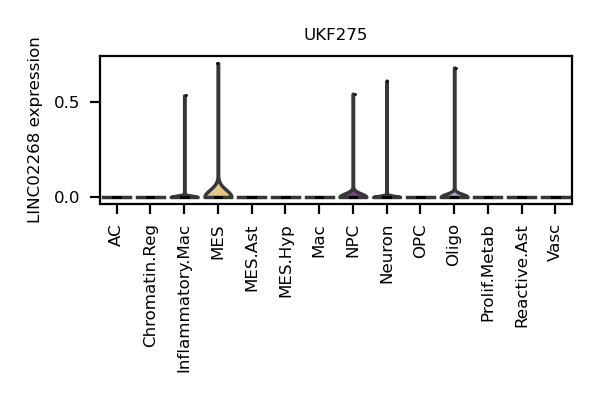 UKF275
LINC02268 expression
0.5
0.0
AC
Chromatin.Reg
Inflammatory.Mac
MES
MES.Ast
MES.Hyp
Mac
NPC
Neuron
OPC
Oligo
Prolif.Metab
Reactive.Ast
Vasc